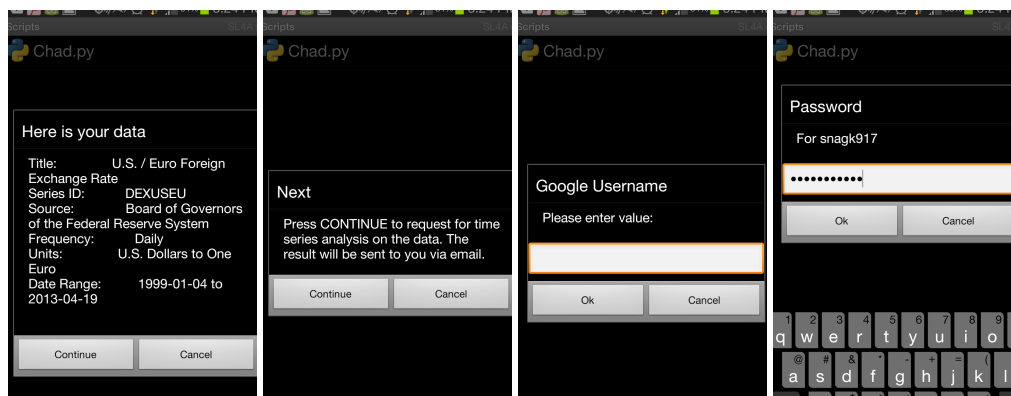 Scripts SL4A
Chad.py
Here is your data
Title: U.S. / Euro Foreign
Exchange Rate
Series ID: DEXUSEU
Source: Board of Governors
of the Federal Reserve System
Frequency: Daily
Units: U.S. Dollars to One
Euro
Date Range: 1999-01-04 to
2013-04-19
Continue Cancel
Scripts SL4A
Chad.py
Next
Press CONTINUE to request for time
series analysis on the data. The
result will be sent to you via email.
Continue Cancel
Scripts SL4A
Chad.py
Google Username
Please enter value:
Ok Cancel
Scripts
Chad.py
Password
For snagk917
•••••••••••
Ok Cancel
1 2 3 4 5 6 7 8 9
q w e r t y u i o
@ # & * - + = (
a s d f g h j k l